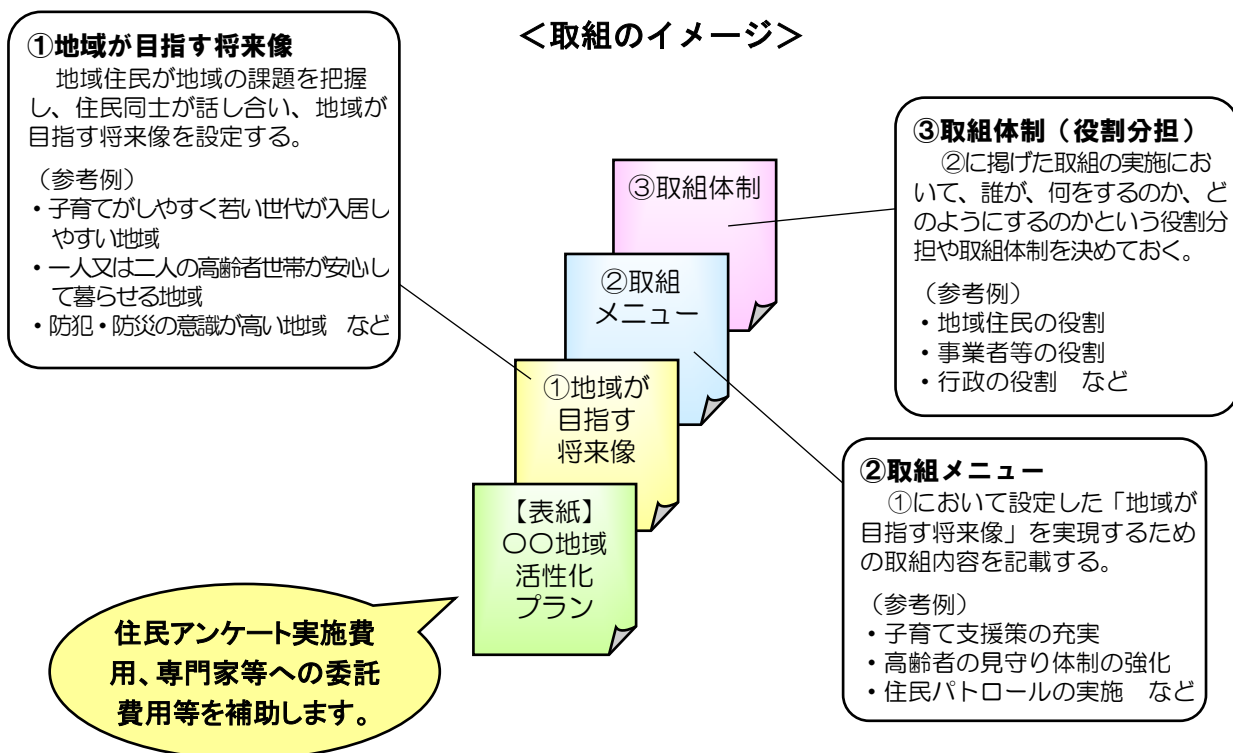 ＜取組のイメージ＞
①地域が目指す将来像
地域住民が地域の課題を把握
し、住民同士が話し合い、地域が
目指す将来像を設定する。
（参考例）
・子育てがしやすく若い世代が入居し
やすい地域
・一人又は二人の高齢者世帯が安心し
て暮らせる地域
・防犯・防災の意識が高い地域　など
③取組体制
②取組
メニュー
①地域が
目指す
将来像
【表紙】
〇〇地域
活性化
プラン
③取組体制（役割分担）
②に掲げた取組の実施にお
いて、誰が、何をするのか、ど
のようにするのかという役割分
担や取組体制を決めておく。
（参考例）
・地域住民の役割
・事業者等の役割
・行政の役割　など
②取組メニュー
①において設定した「地域が
目指す将来像」を実現するため
の取組内容を記載する。
（参考例）
・子育て支援策の充実
・高齢者の見守り体制の強化
・住民パトロールの実施　など
住民アンケート実施費
用、専門家等への委託
費用等を補助します。